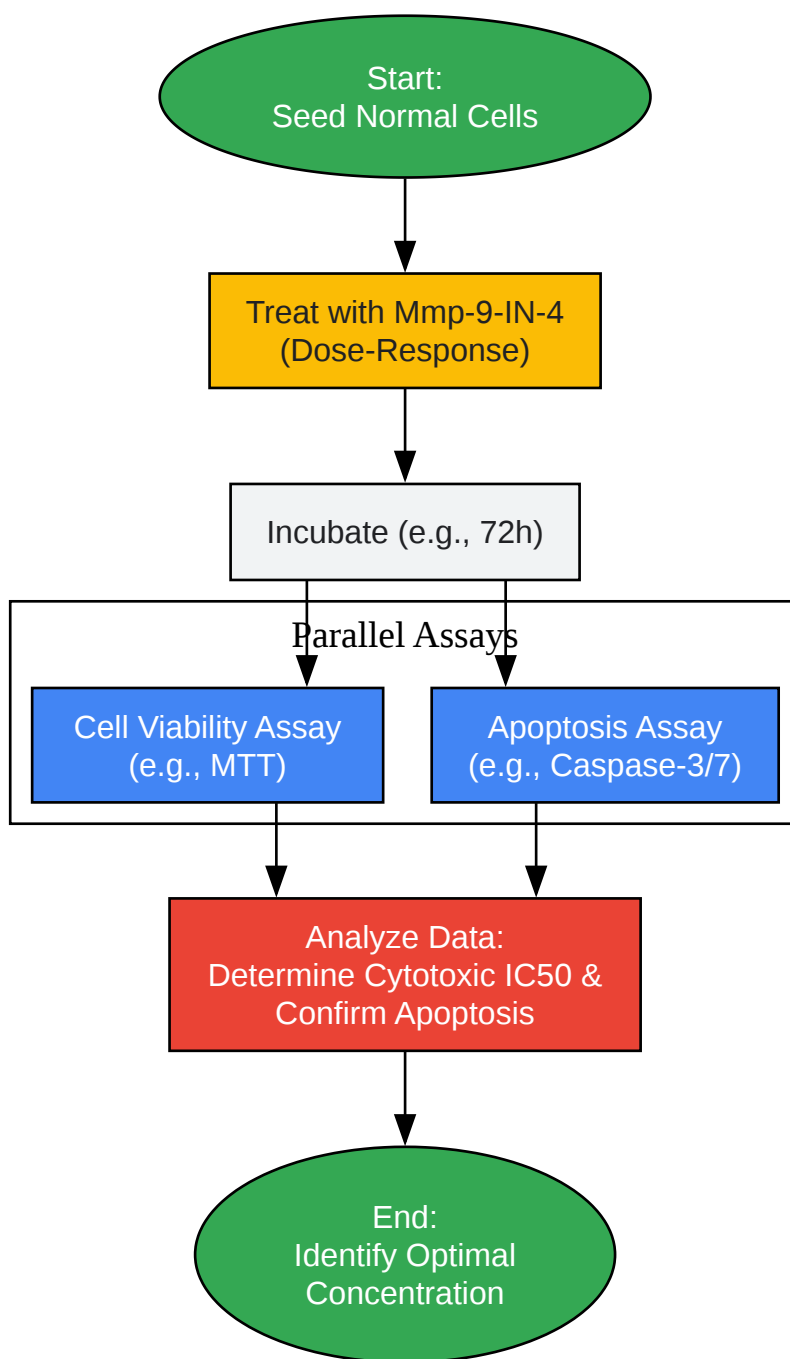 Start:
Seed Normal Cells
Treat with Mmp-9-IN-4
(Dose-Response)
Incubate (e.g., 72h)
Parallel Assays
Cell Viability Assay
(e.g., MTT)
Apoptosis Assay
(e.g., Caspase-3/7)
Analyze Data:
Determine Cytotoxic IC50 &
Confirm Apoptosis
End:
Identify Optimal
Concentration